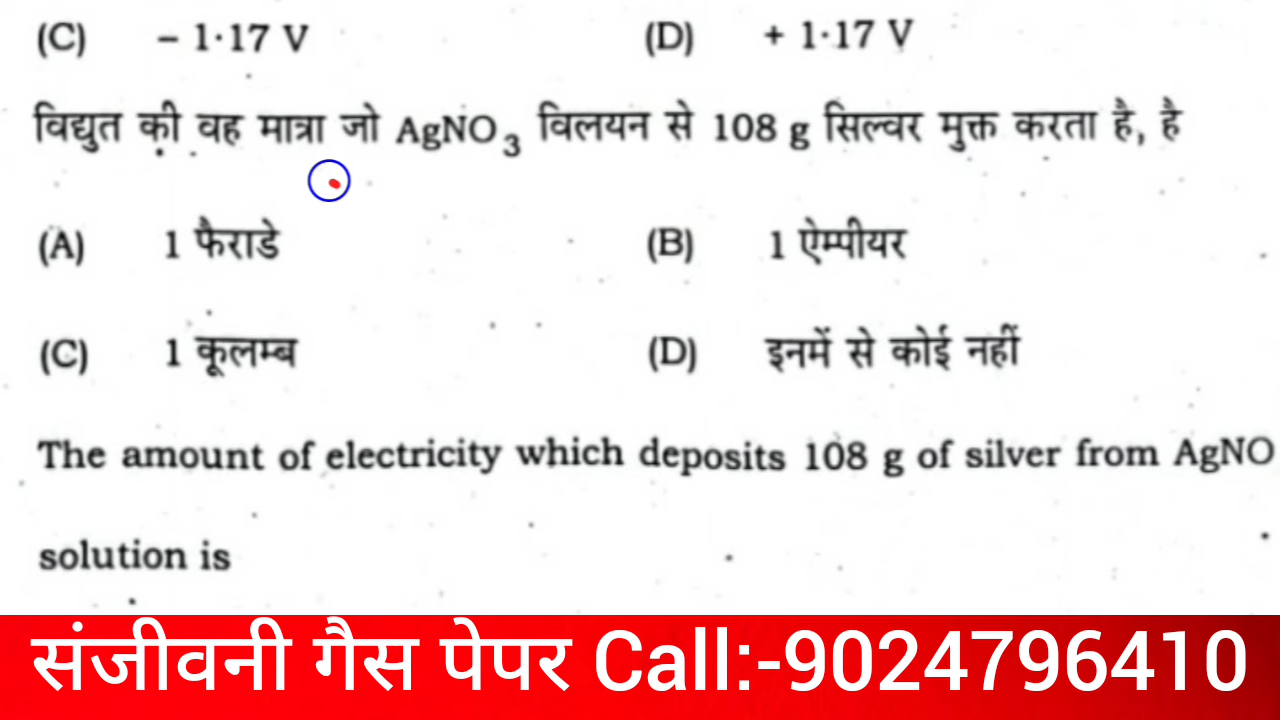 (C) – 1·17 V (D) + 1·17 V
विद्युत की वह मात्रा जो AgNO₃ विलयन से 108 g सिल्वर मुक्त करता है, है
(A) 1 फैराडे (B) 1 ऐम्पीयर
(C) 1 कूलम्ब (D) इनमें से कोई नहीं
The amount of electricity which deposits 108 g of silver from AgNO
solution is
संजीवनी गैस पेपर Call:-9024796410